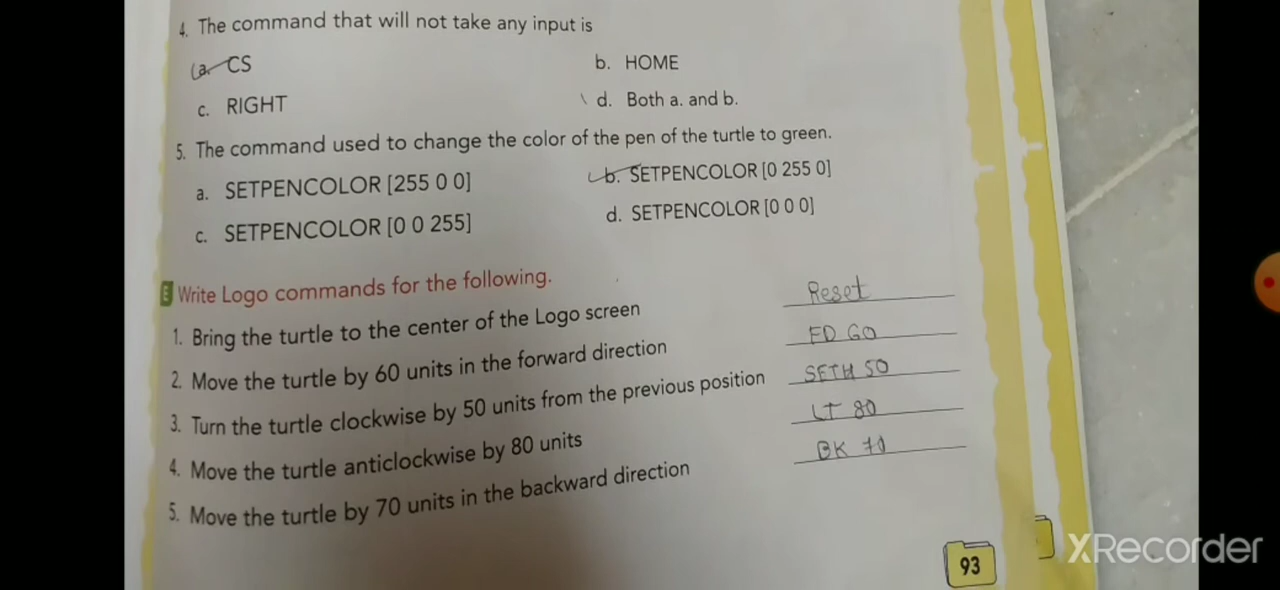 4. The command that will not take any input is
a. CS
b. HOME
c. RIGHT
d. Both a. and b.
5. The command used to change the color of the pen of the turtle to green.
a. SETPENCOLOR [255 0 0]
b. SETPENCOLOR [0 255 0]
c. SETPENCOLOR [0 0 255]
d. SETPENCOLOR [0 0 0]
E Write Logo commands for the following.
1. Bring the turtle to the center of the Logo screen Reset
2. Move the turtle by 60 units in the forward direction FD 60
3. Turn the turtle clockwise by 50 units from the previous position SETH 50
4. Move the turtle anticlockwise by 80 units LT 80
5. Move the turtle by 70 units in the backward direction BK 70
93
XRecorder